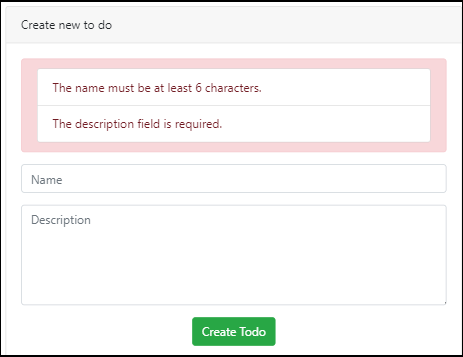 Create new to do
The name must be at least 6 characters.
The description field is required.
Name
Description
Create Todo